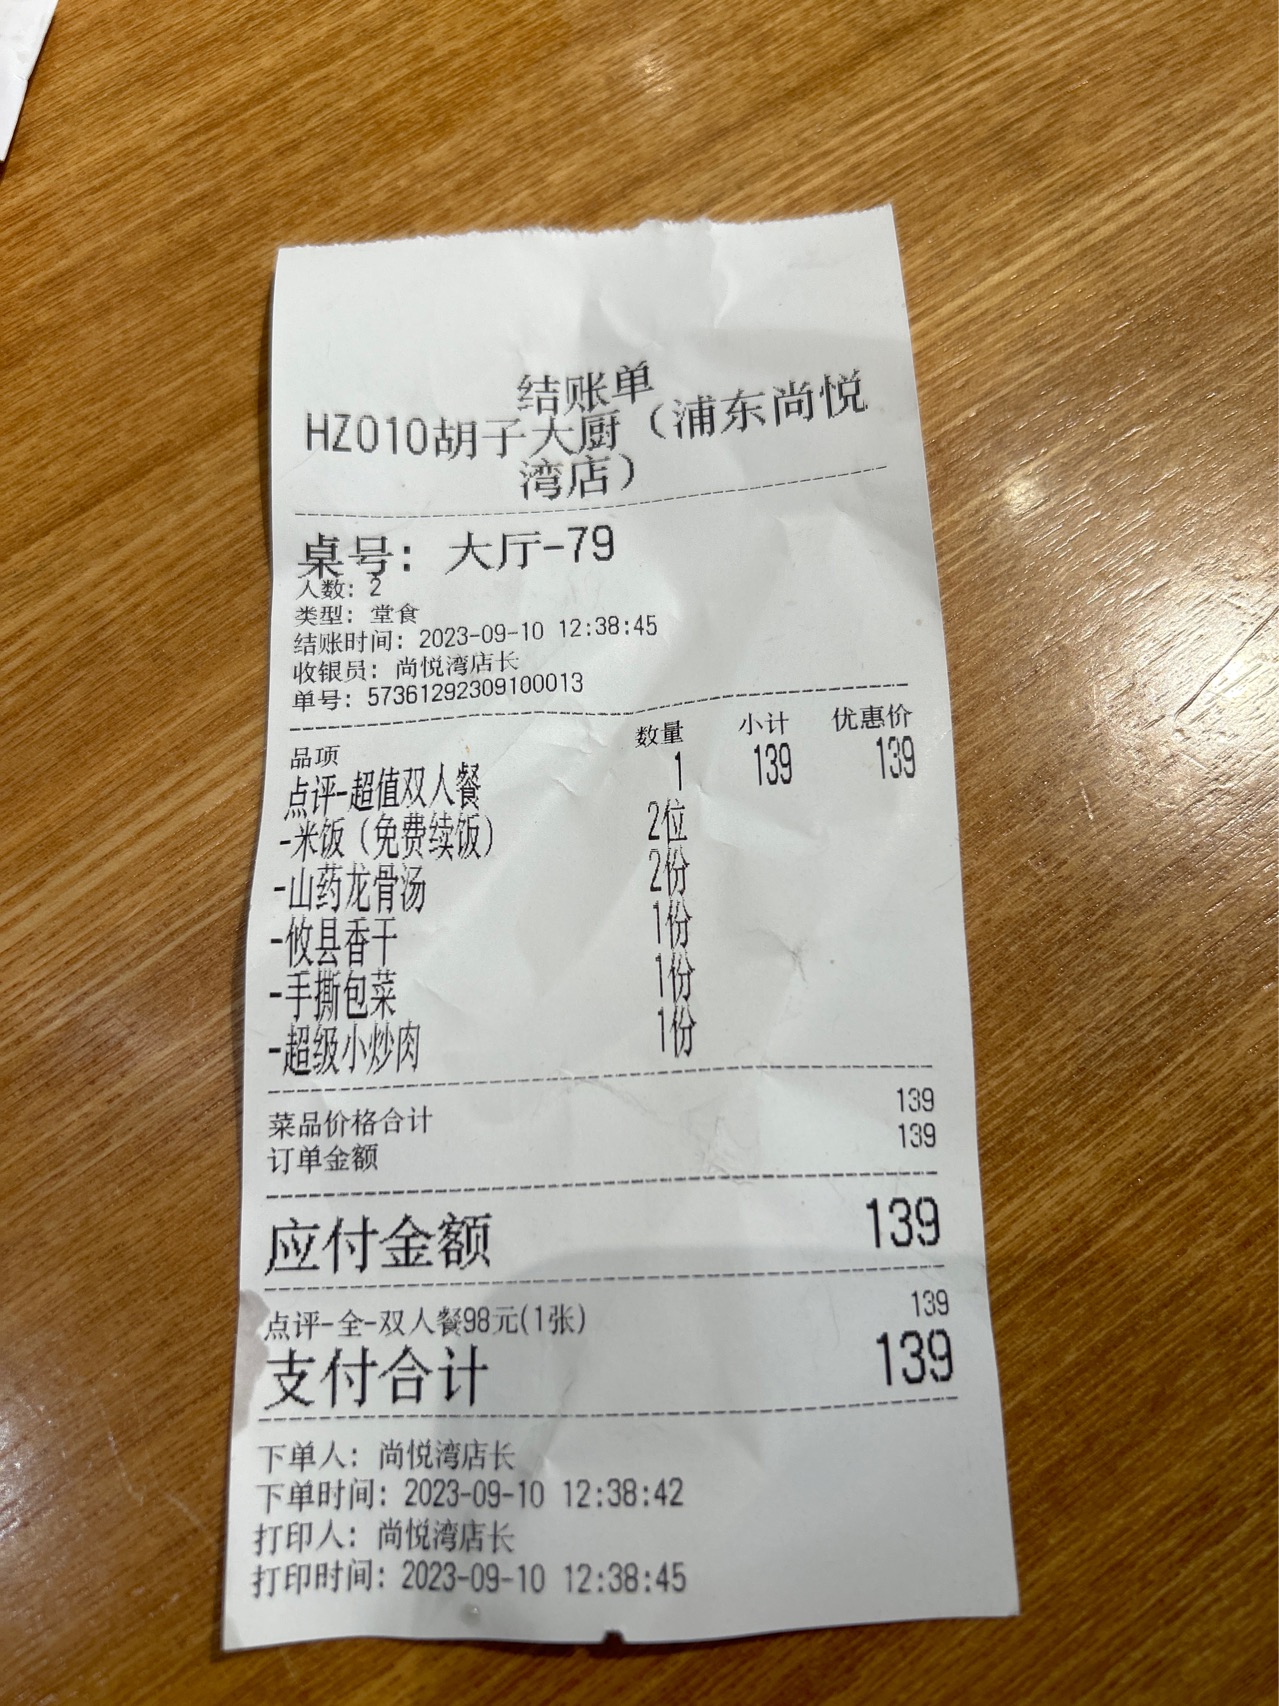 结账单
HZ010胡子大厨（浦东尚悦
湾店）
桌号: 大厅-79
人数: 2
类型: 堂食
结账时间: 2023-09-10 12:38:45
收银员: 尚悦湾店长
单号: 57361292309100013
品项 数量 小计 优惠价
点评-超值双人餐 1 139 139
-米饭（免费续饭） 2位
-山药龙骨汤 2份
-攸县香干 1份
-手撕包菜 1份
-超级小炒肉 1份
菜品价格合计 139
订单金额 139
应付金额 139
点评-全-双人餐98元(1张) 139
支付合计 139
下单人: 尚悦湾店长
下单时间: 2023-09-10 12:38:42
打印人: 尚悦湾店长
打印时间: 2023-09-10 12:38:45